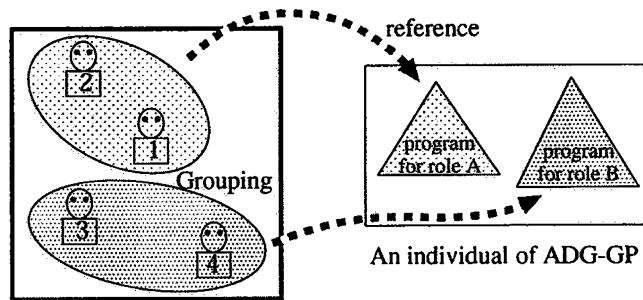 reference
2
1
program
for role A
program
for role B
Grouping
3
4
An individual of ADG-GP